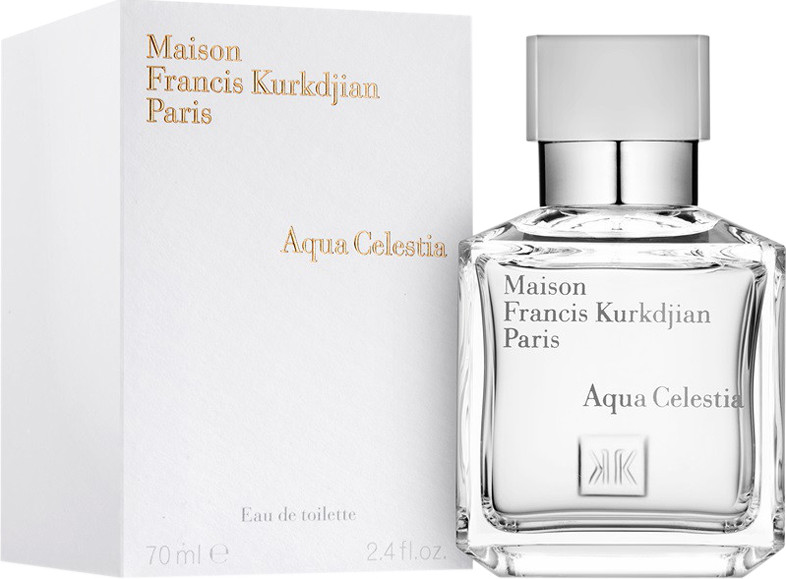 Maison
Francis Kurkdjian
Paris
Aqua Celestia
Eau de toilette
70 ml ℮
2.4 fl.oz.
Maison
Francis Kurkdjian
Paris
Aqua Celestia
KK